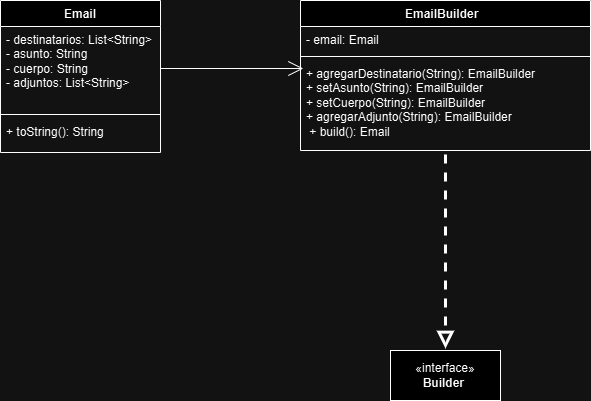 Email
- destinatarios: List<String>
- asunto: String
- cuerpo: String
- adjuntos: List<String>
+ toString(): String
EmailBuilder
- email: Email
+ agregarDestinatario(String): EmailBuilder
+ setAsunto(String): EmailBuilder
+ setCuerpo(String): EmailBuilder
+ agregarAdjunto(String): EmailBuilder
+ build(): Email
«interface»
Builder